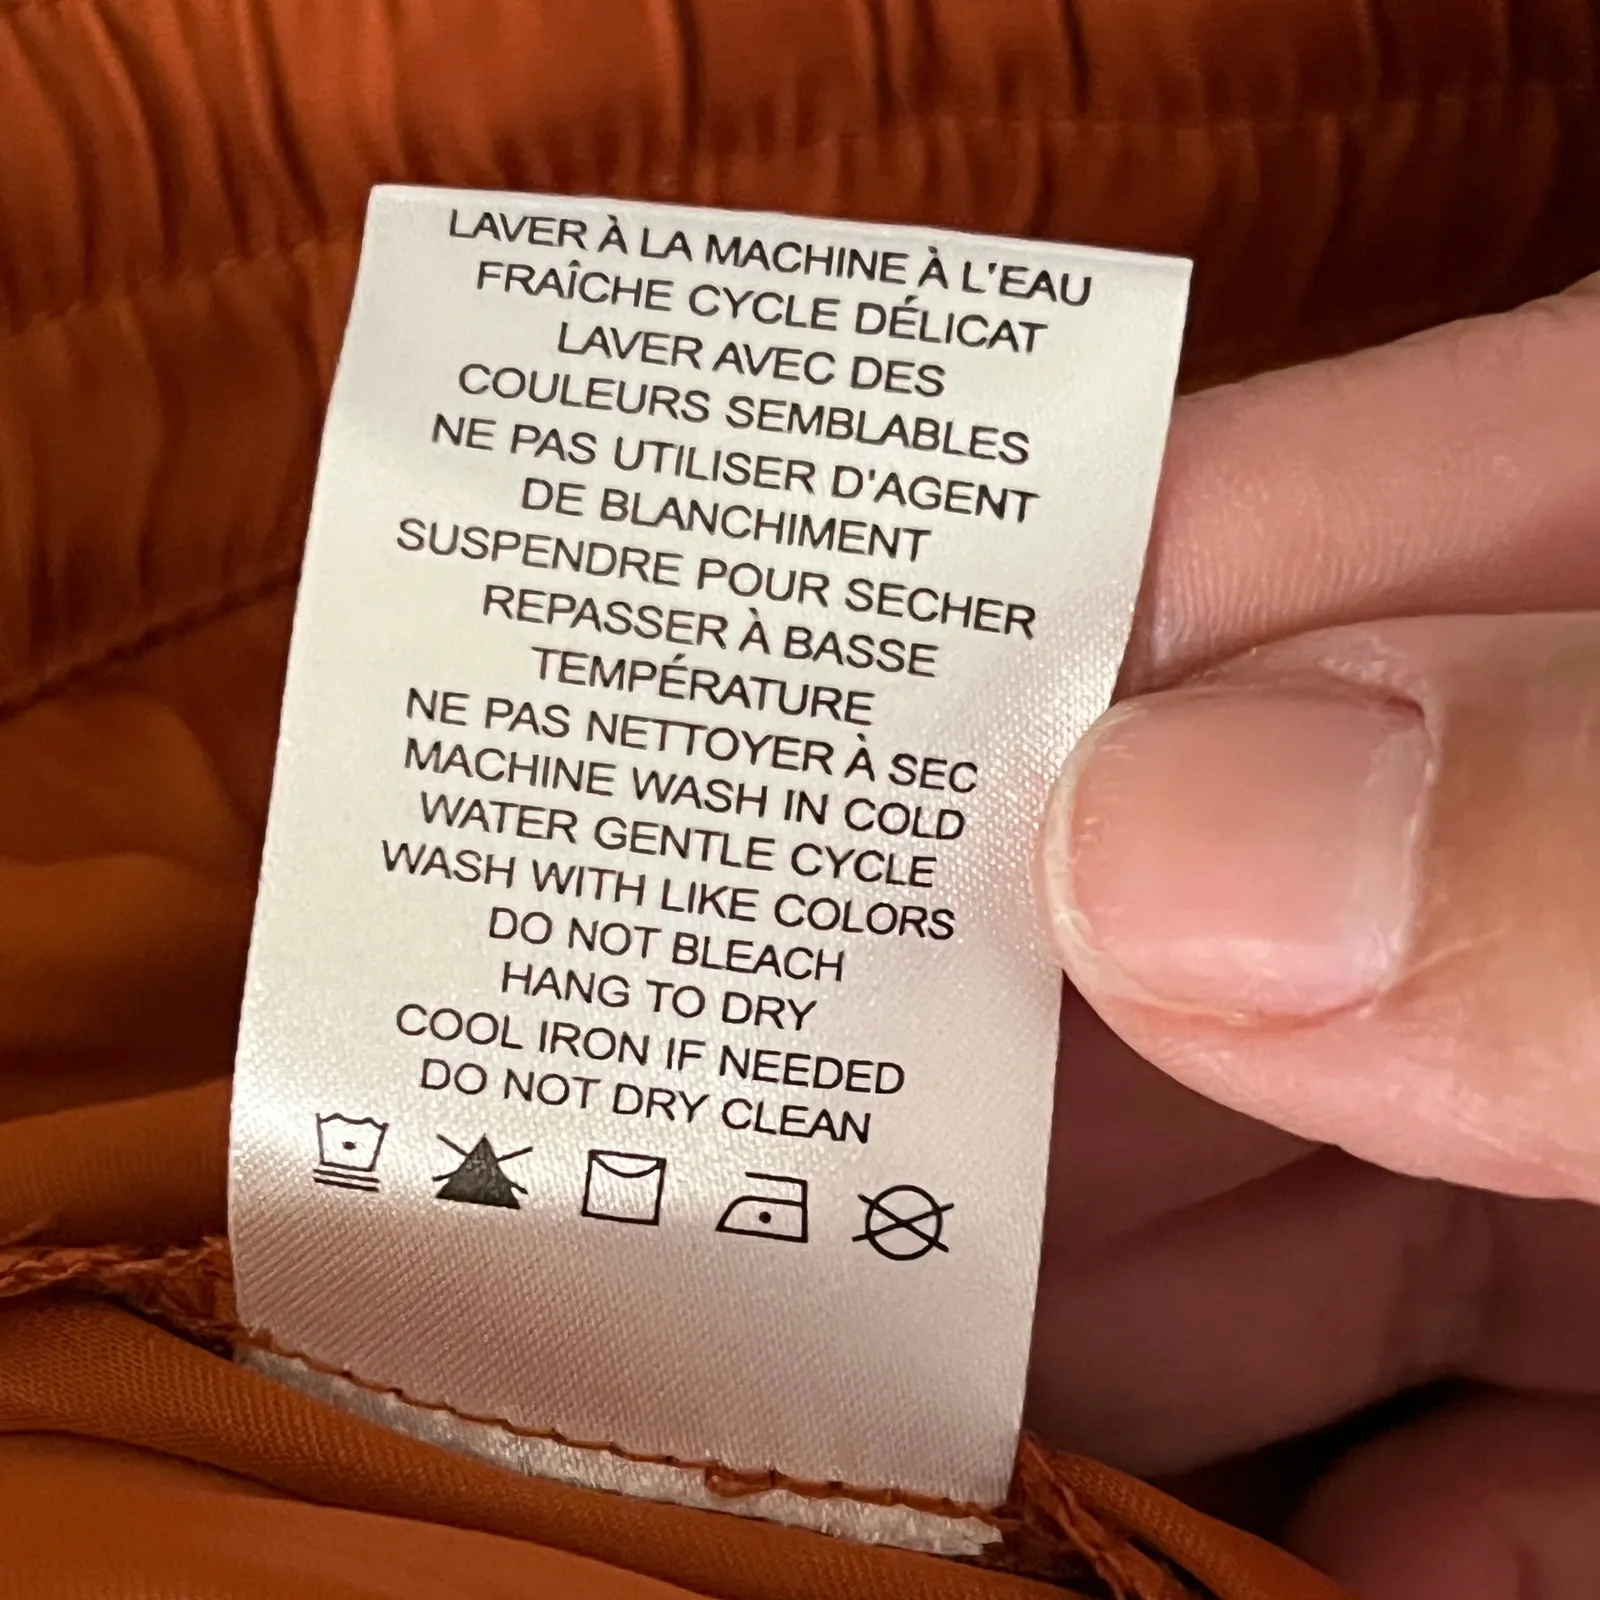 LAVER À LA MACHINE À L'EAU
FRAÎCHE CYCLE DÉLICAT
LAVER AVEC DES
COULEURS SEMBLABLES
NE PAS UTILISER D'AGENT
DE BLANCHIMENT
SUSPENDRE POUR SECHER
REPASSER À BASSE
TEMPÉRATURE
NE PAS NETTOYER À SEC
MACHINE WASH IN COLD
WATER GENTLE CYCLE
WASH WITH LIKE COLORS
DO NOT BLEACH
HANG TO DRY
COOL IRON IF NEEDED
DO NOT DRY CLEAN